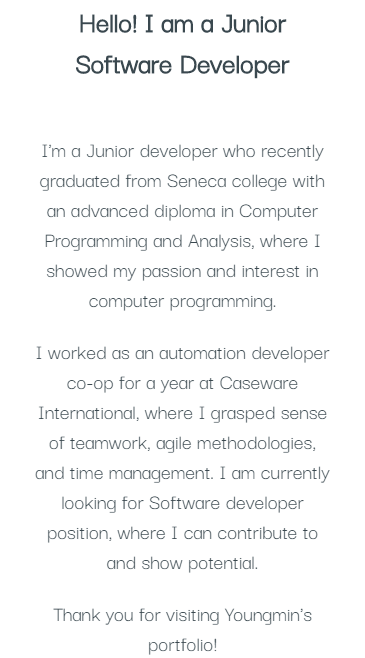 Hello! I am a Junior
Software Developer
I'm a Junior developer who recently
graduated from Seneca college with
an advanced diploma in Computer
Programming and Analysis, where I
showed my passion and interest in
computer programming.
I worked as an automation developer
co-op for a year at Caseware
International, where I grasped sense
of teamwork, agile methodologies,
and time management. I am currently
looking for Software developer
position, where I can contribute to
and show potential.
Thank you for visiting Youngmin's
portfolio!